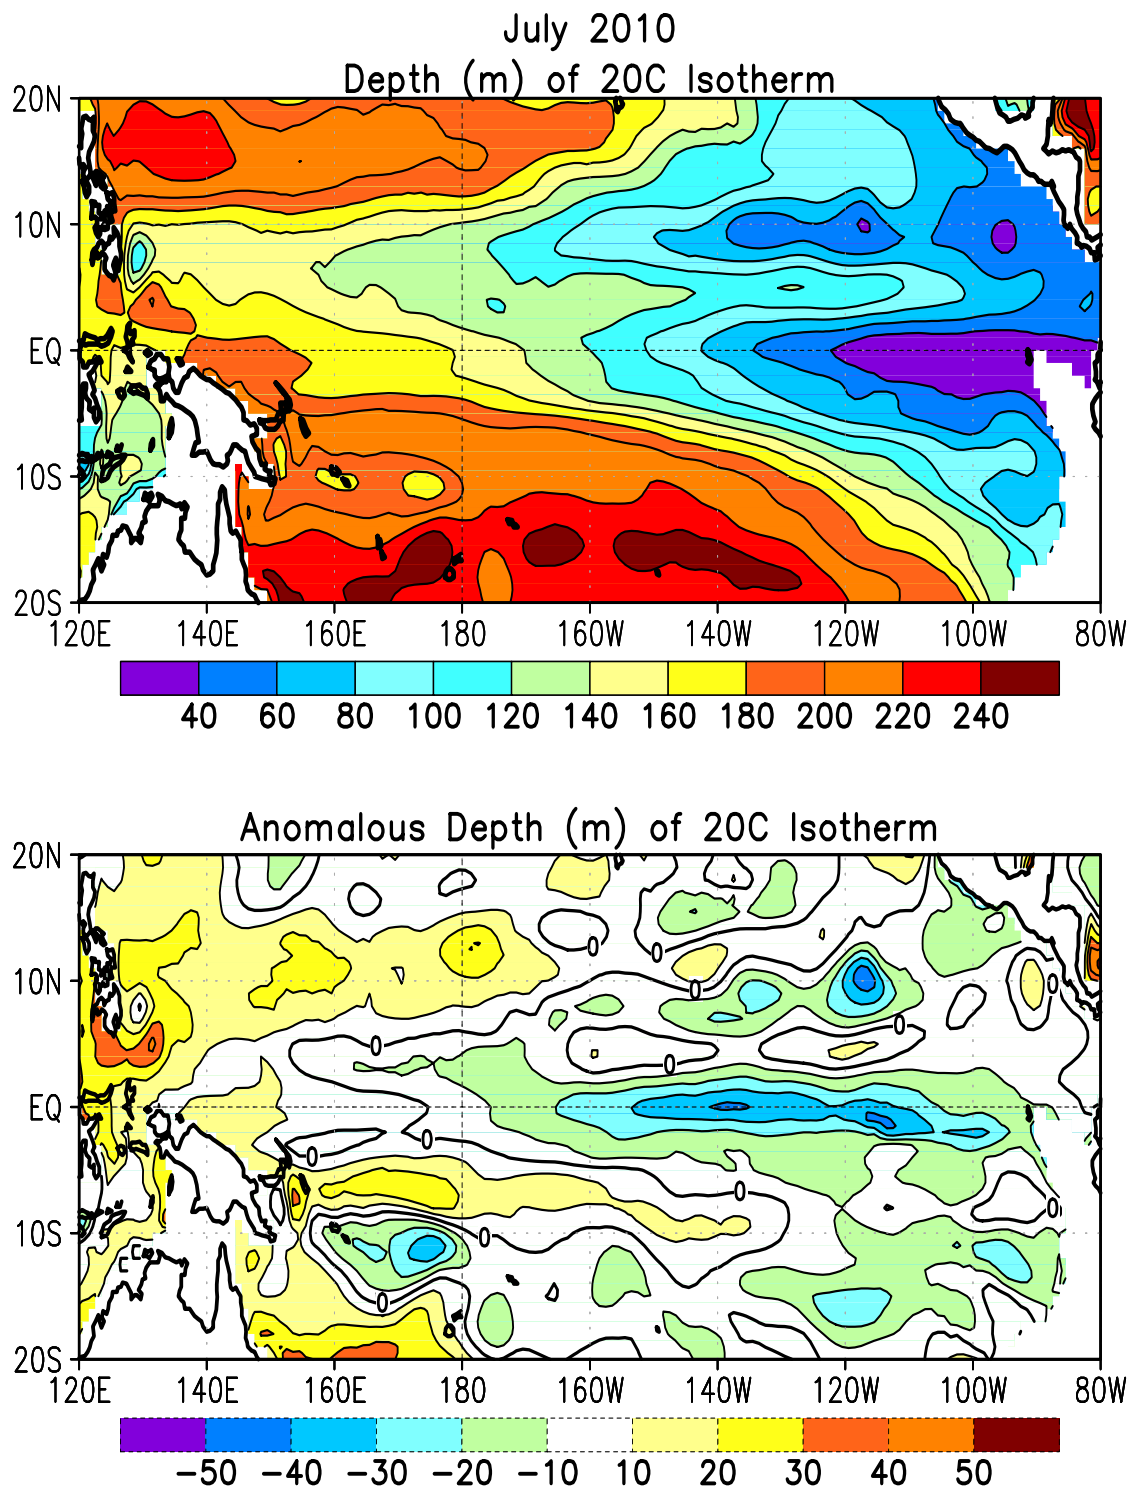 July 2010
Depth (m) of 20C Isotherm
20N
10N
EQ
10S
20S
120E 140E 160E 180 160W 140W 120W 100W 80W
40 60 80 100 120 140 160 180 200 220 240
Anomalous Depth (m) of 20C Isotherm
20N
0 0
10N 0 0
0 0 0
EQ
0 0
0
10S 0 0
0
20S
120E 140E 160E 180 160W 140W 120W 100W 80W
-50 -40 -30 -20 -10 10 20 30 40 50